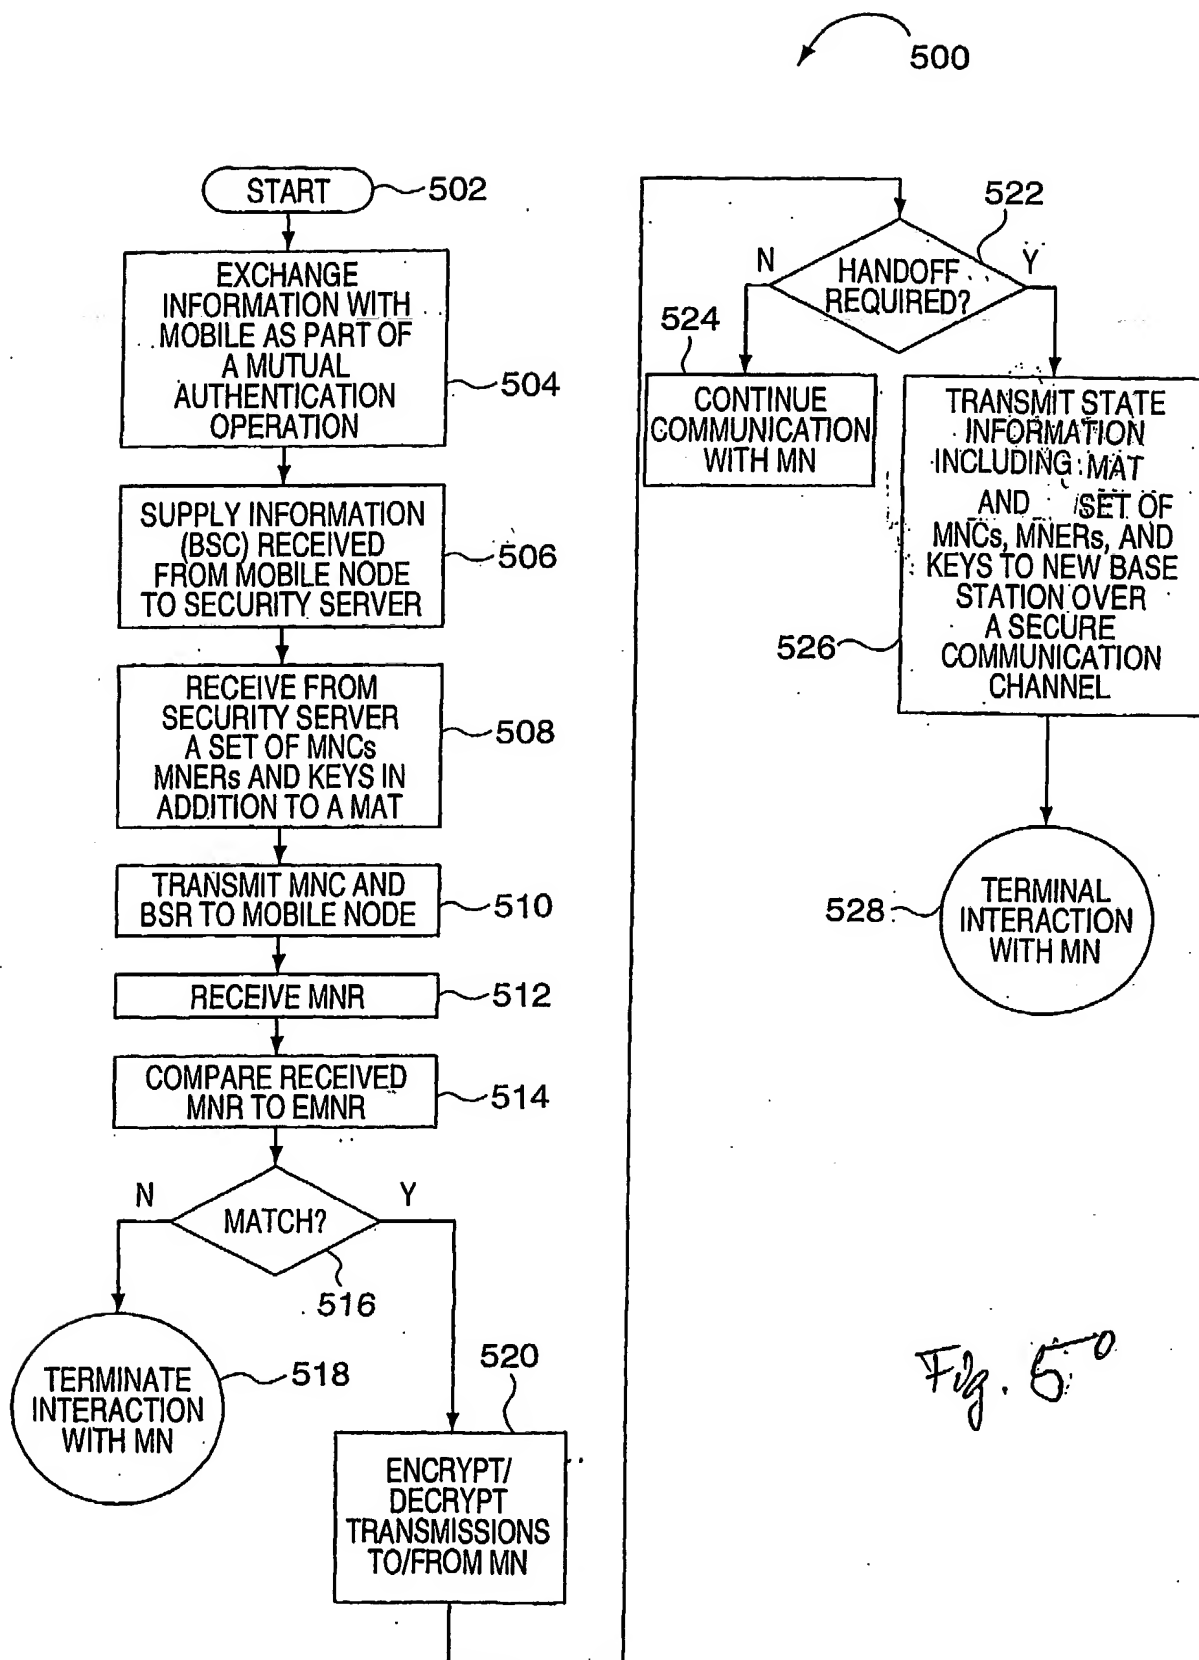 500
START
502
EXCHANGE
INFORMATION WITH
MOBILE AS PART OF
A MUTUAL
AUTHENTICATION
OPERATION
504
SUPPLY INFORMATION
(BSC) RECEIVED
FROM MOBILE NODE
TO SECURITY SERVER
506
RECEIVE FROM
SECURITY SERVER
A SET OF MNCs
MNERs AND KEYS IN
ADDITION TO A MAT
508
TRANSMIT MNC AND
BSR TO MOBILE NODE
510
RECEIVE MNR
512
COMPARE RECEIVED
MNR TO EMNR
514
N
Y
MATCH?
516
TERMINATE
INTERACTION
WITH MN
518
520
ENCRYPT/
DECRYPT
TRANSMISSIONS
TO/FROM MN
522
N
Y
HANDOFF
REQUIRED?
524
CONTINUE
COMMUNICATION
WITH MN
TRANSMIT STATE
INFORMATION
INCLUDING MAT
AND SET OF
MNCs, MNERs, AND
KEYS TO NEW BASE
STATION OVER
A SECURE
COMMUNICATION
CHANNEL
526
TERMINAL
INTERACTION
WITH MN
528
Fig. 5